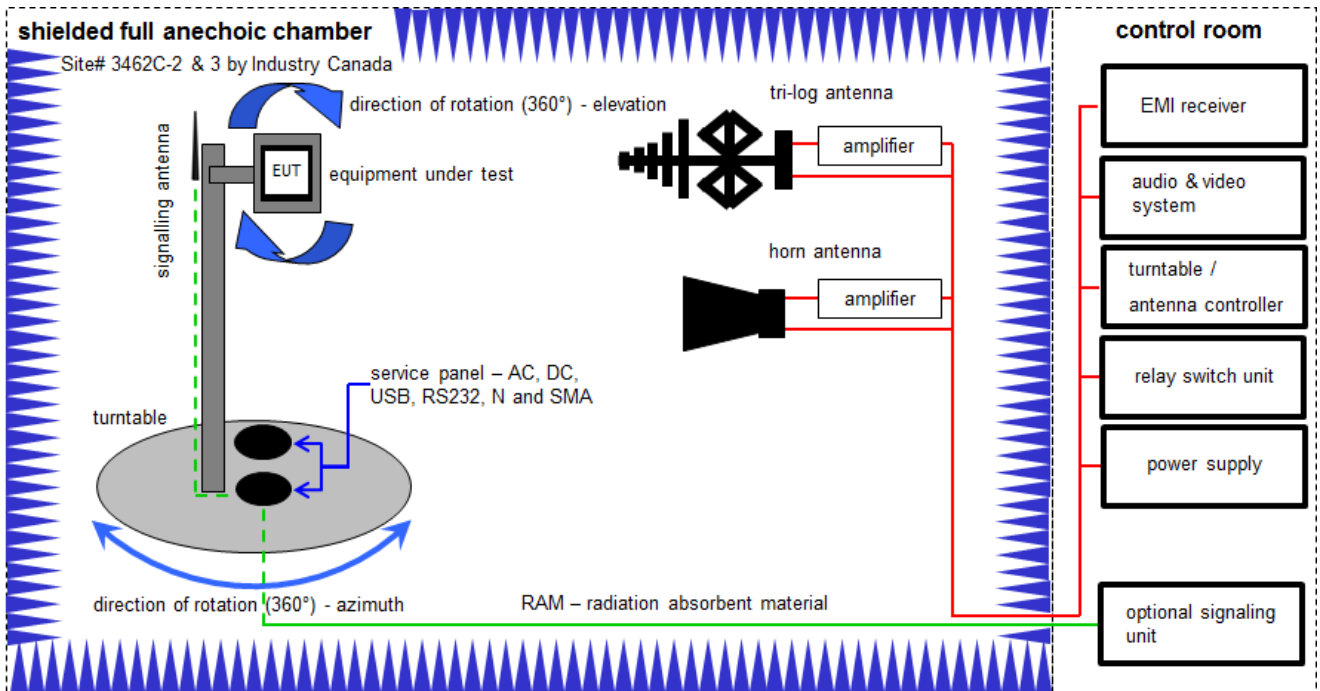 shielded full anechoic chamber
Site# 3462C-2 & 3 by Industry Canada
direction of rotation (360°) - elevation
signalling antenna
EUT
equipment under test
tri-log antenna
amplifier
horn antenna
amplifier
service panel – AC, DC,
USB, RS232, N and SMA
turntable
direction of rotation (360°) - azimuth
RAM – radiation absorbent material
control room
EMI receiver
audio & video
system
turntable /
antenna controller
relay switch unit
power supply
optional signaling
unit